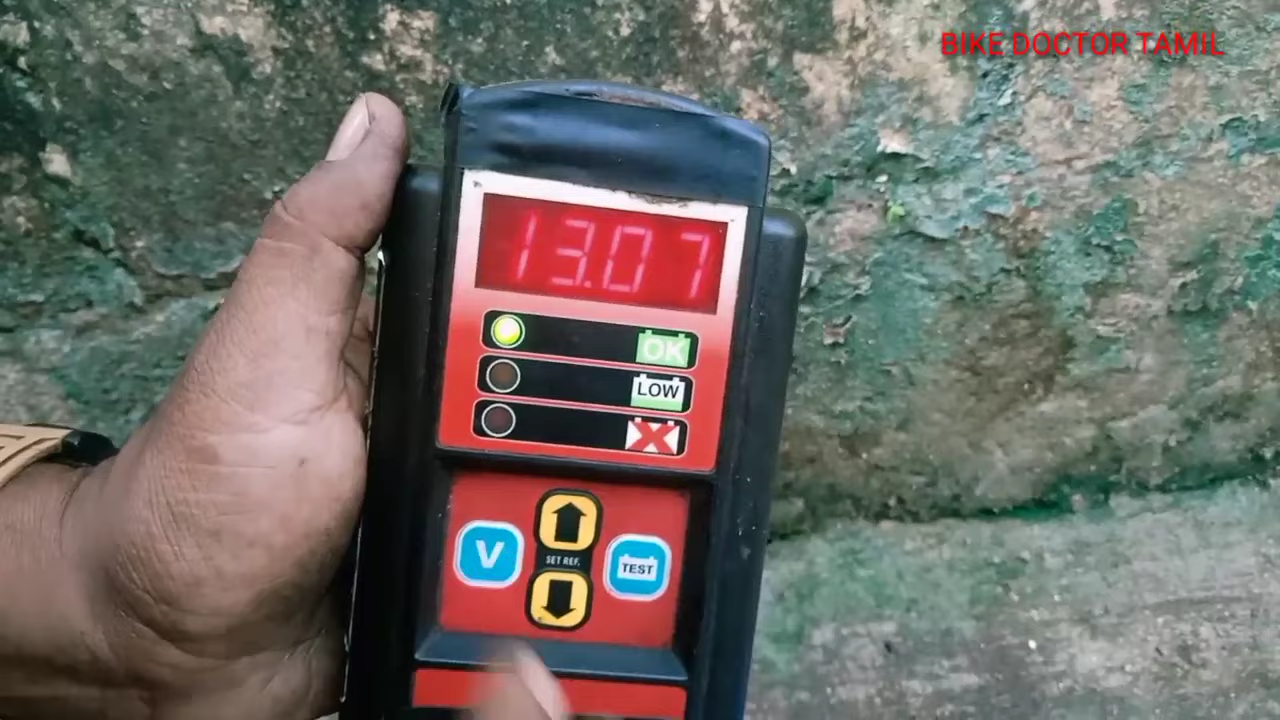 BIKE DOCTOR TAMIL
13.07
OK
LOW
V
SET REF.
TEST